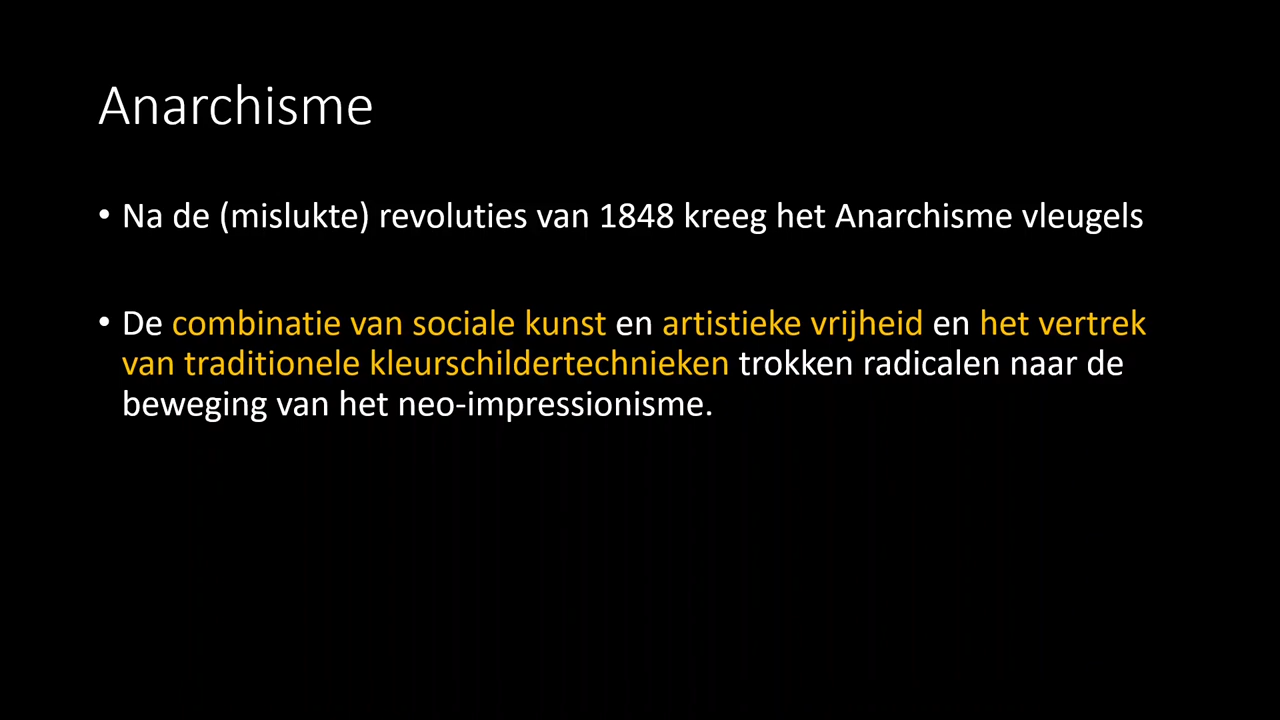 Anarchisme
• Na de (mislukte) revoluties van 1848 kreeg het Anarchisme vleugels
• De combinatie van sociale kunst en artistieke vrijheid en het vertrek
van traditionele kleurschildertechnieken trokken radicalen naar de
beweging van het neo-impressionisme.